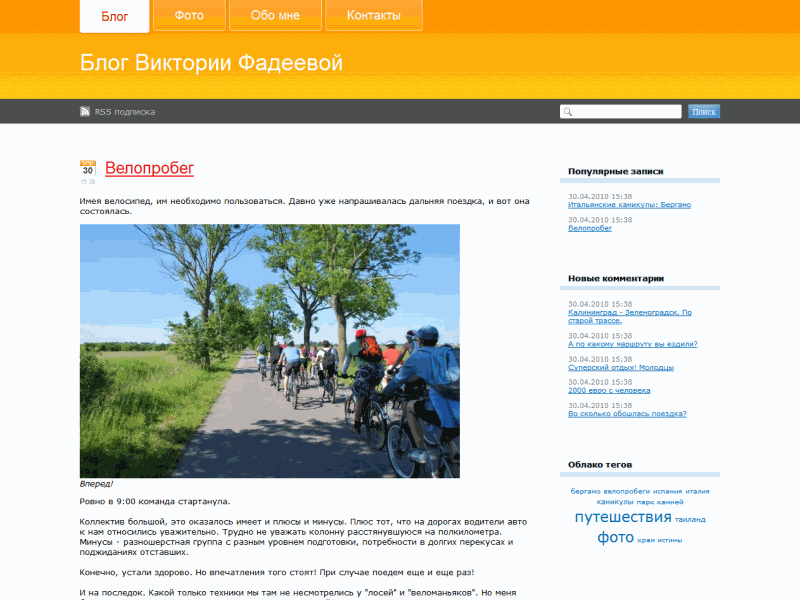 Блог
Фото
Обо мне
Контакты
Блог Виктории Фадеевой
RSS подписка
Поиск
апр
30
15:38
Велопробег
Имея велосипед, им необходимо пользоваться. Давно уже напрашивалась дальняя поездка, и вот она
состоялась.
Вперед!
Ровно в 9:00 команда стартанула.
Коллектив большой, это оказалось имеет и плюсы и минусы. Плюс тот, что на дорогах водители авто
к нам относились уважительно. Трудно не уважать колонну расстянувшуюся на полкилометра.
Минусы - разношерстная группа с разным уровнем подготовки, потребности в долгих перекусах и
поджиданиях отставших.
Конечно, устали здорово. Но впечатления того стоят! При случае поедем еще и еще раз!
И на последок. Какой только техники мы там не несмотрелись у "лосей" и "веломаньяков". Но меня
Популярные записи
30.04.2010 15:38
Итальянские каникулы: Бергамо
30.04.2010 15:38
Велопробег
Новые комментарии
30.04.2010 15:38
Калининград - Зеленоградск. По
старой трассе.
30.04.2010 15:38
А по какому маршруту вы ездили?
30.04.2010 15:38
Суперский отдых! Молодцы
30.04.2010 15:38
2000 евро с человека
30.04.2010 15:38
Во сколько обошлась поездка?
Облако тегов
бергамо велопробеги испания италия
каникулы парк камней
путешествия таиланд
фото храм истины